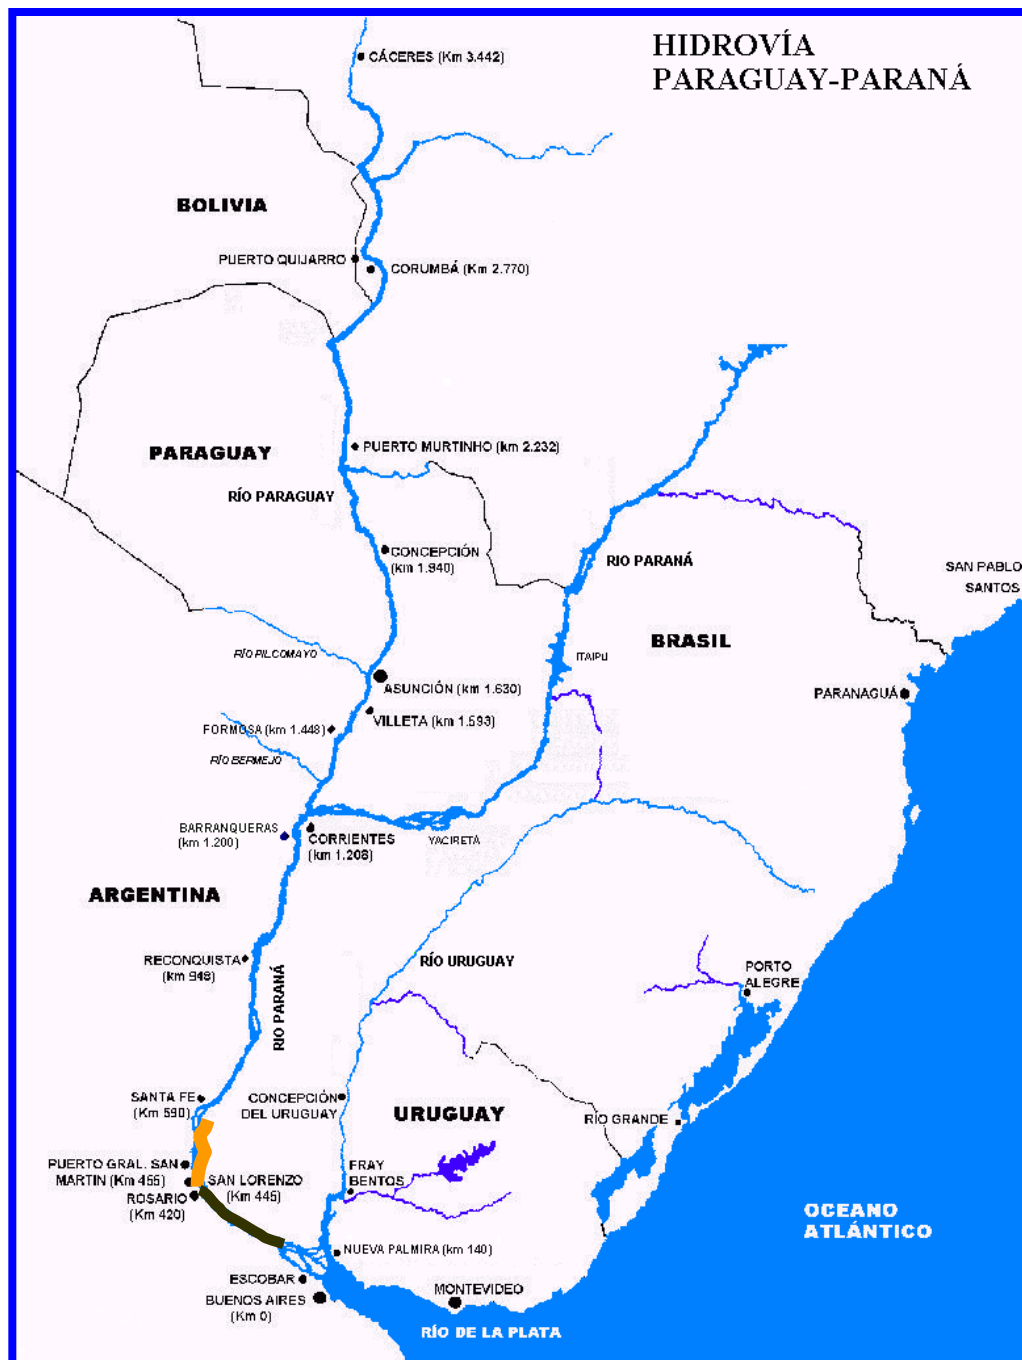 HIDROVÍA
PARAGUAY-PARANÁ
CÁCERES (Km 3.442)
BOLIVIA
PUERTO QUIJARRO
CORUMBÁ (Km 2.770)
PARAGUAY
PUERTO MURTINHO (km 2.232)
RÍO PARAGUAY
CONCEPCIÓN
(km 1.940)
RIO PARANÁ
SAN PABLO
SANTOS
BRASIL
RÍO PILCOMAYO
ITAIPU
ASUNCIÓN (km 1.630)
PARANAGUÁ
VILLETA (km 1.593)
FORMOSA (km 1.448)
RÍO BERMEJO
BARRANQUERAS
(km 1.200)
CORRIENTES
(km 1.208)
YACIRETÁ
ARGENTINA
RECONQUISTA
(km 948)
RÍO URUGUAY
PORTO
ALEGRE
RIO PARANÁ
SANTA FE
(Km 590)
CONCEPCIÓN
DEL URUGUAY
URUGUAY
RÍO GRANDE
PUERTO GRAL. SAN
MARTIN (Km 455)
SAN LORENZO
(Km 445)
FRAY
BENTOS
ROSARIO
(Km 420)
OCEANO
ATLÁNTICO
NUEVA PALMIRA (km 140)
ESCOBAR
BUENOS AIRES
(Km 0)
MONTEVIDEO
RÍO DE LA PLATA